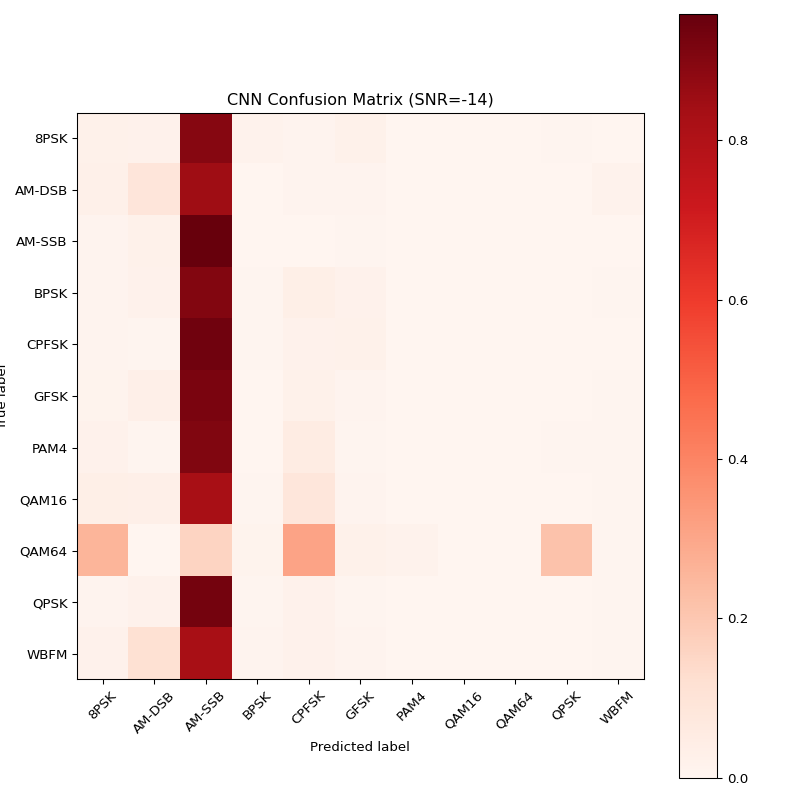 CNN Confusion Matrix (SNR=-14)
8PSK
AM-DSB
AM-SSB
BPSK
CPFSK
GFSK
PAM4
QAM16
QAM64
QPSK
WBFM
8PSK
AM-DSB
AM-SSB
BPSK
CPFSK
GFSK
PAM4
QAM16
QAM64
QPSK
WBFM
Predicted label
0.8
0.6
0.4
0.2
0.0